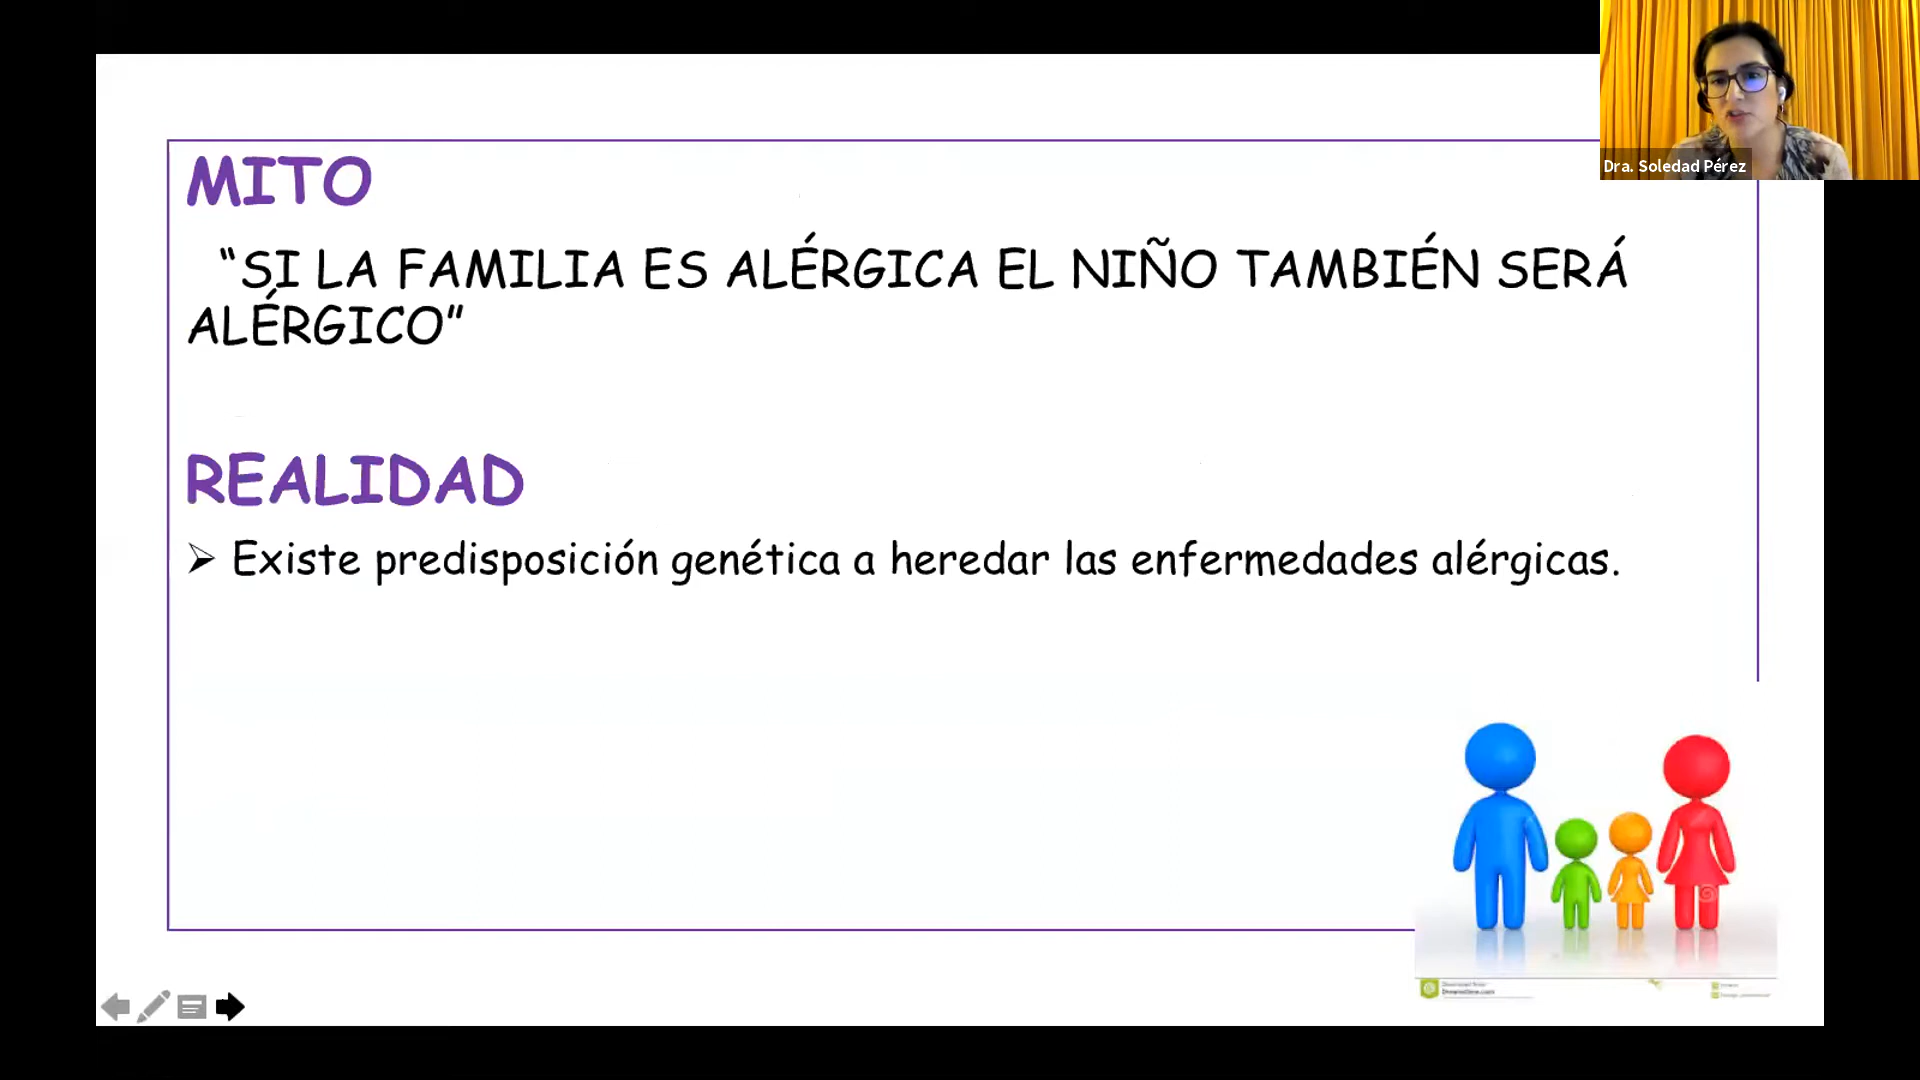 Dra. Soledad Pérez
MITO
“SI LA FAMILIA ES ALÉRGICA EL NIÑO TAMBIÉN SERÁ
ALÉRGICO”
REALIDAD
➢ Existe predisposición genética a heredar las enfermedades alérgicas.